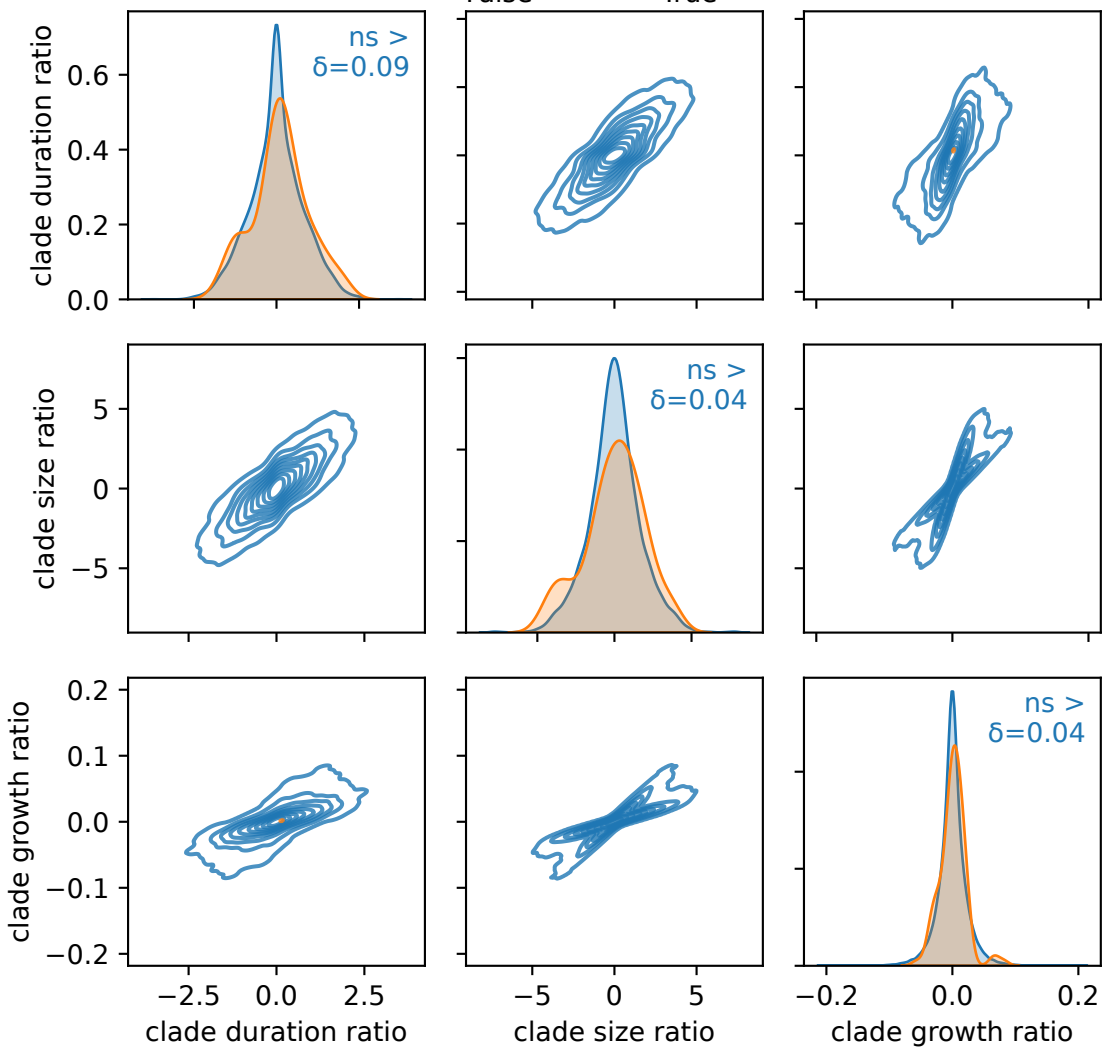 clade duration ratio
0.6
0.4
0.2
0.0
ns >
δ=0.09
clade size ratio
5
0
−5
ns >
δ=0.04
clade growth ratio
0.2
0.1
0.0
−0.1
−0.2
ns >
δ=0.04
−2.5 0.0 2.5
−5 0 5
−0.2 0.0 0.2
clade duration ratio
clade size ratio
clade growth ratio